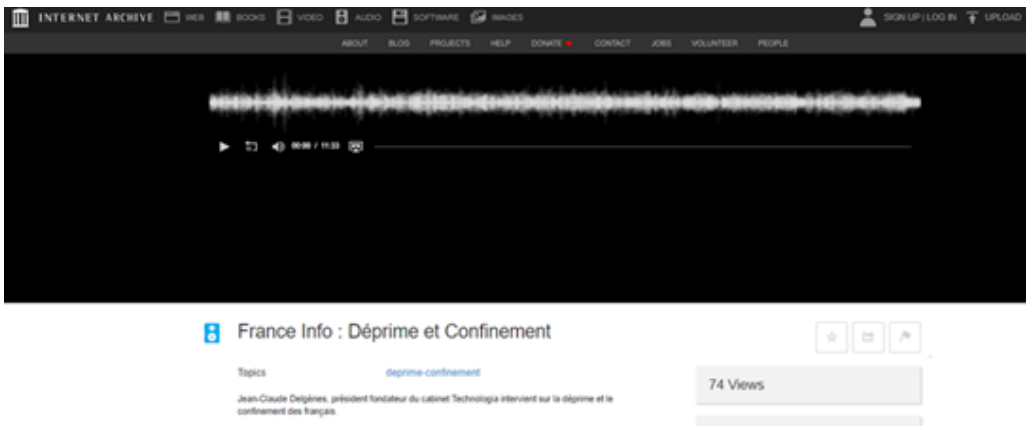 INTERNET ARCHIVE WEB BOOKS VIDEO AUDIO SOFTWARE IMAGES SIGN UP | LOG IN UPLOAD
ABOUT BLOG PROJECTS HELP DONATE CONTACT JOBS VOLUNTEER PEOPLE
00:00 / 11:33
France Info : Déprime et Confinement
Topics deprime-confinement
74 Views
Jean-Claude Delgènes, président fondateur du cabinet Technologia intervient sur la déprime et le
confinement des français.